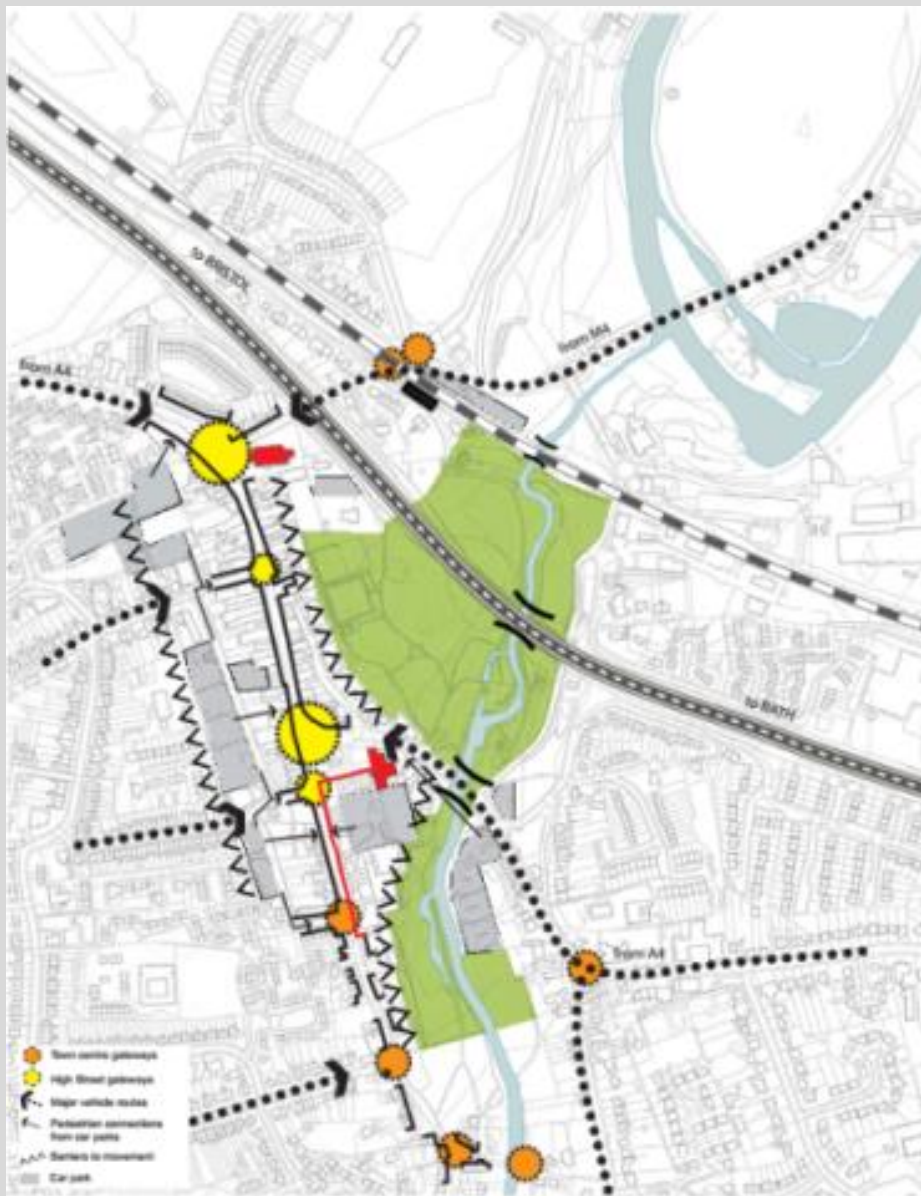 to BRISTOL
from M4
from A4
to BATH
from A4
Town centre gateways
High Street gateways
Major vehicle routes
Pedestrian connections
from car parks
Barriers to movement
Car park